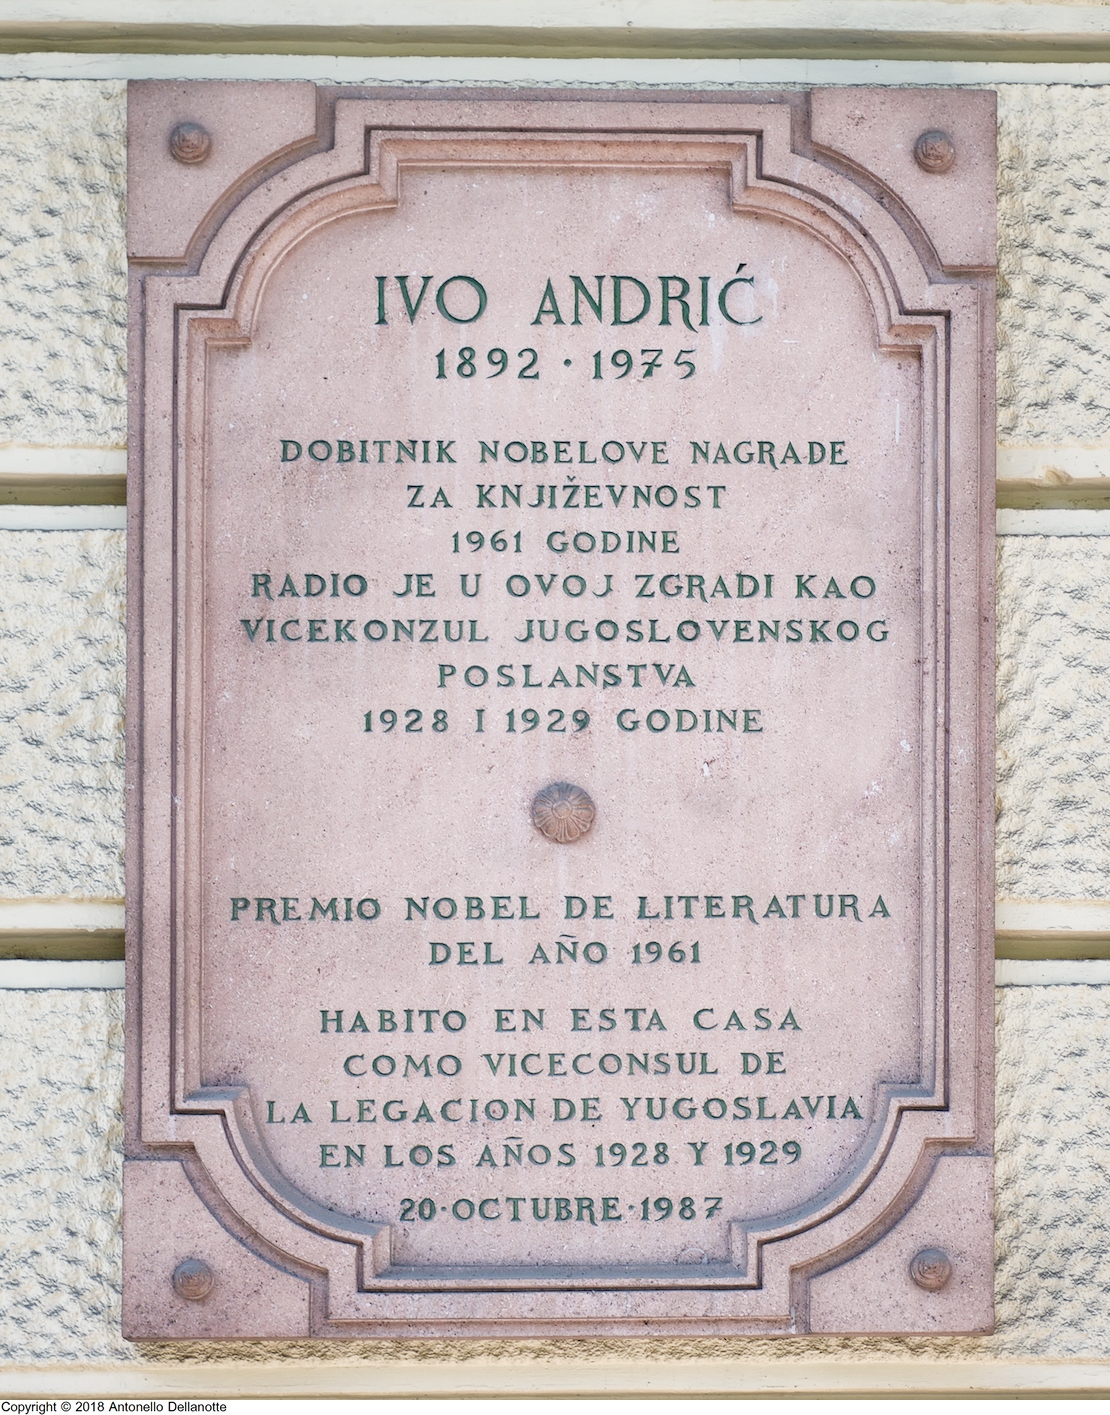 IVO ANDRIĆ
1892 · 1975
DOBITNIK NOBELOVE NAGRADE
ZA KNJIŽEVNOST
1961 GODINE
RADIO JE U OVOJ ZGRADI KAO
VICEKONZUL JUGOSLOVENSKOG
POSLANSTVA
1928 I 1929 GODINE
PREMIO NOBEL DE LITERATURA
DEL AÑO 1961
HABITO EN ESTA CASA
COMO VICECONSUL DE
LA LEGACION DE YUGOSLAVIA
EN LOS AÑOS 1928 Y 1929
20·OCTUBRE·1987
Copyright © 2018 Antonello Dellanotte